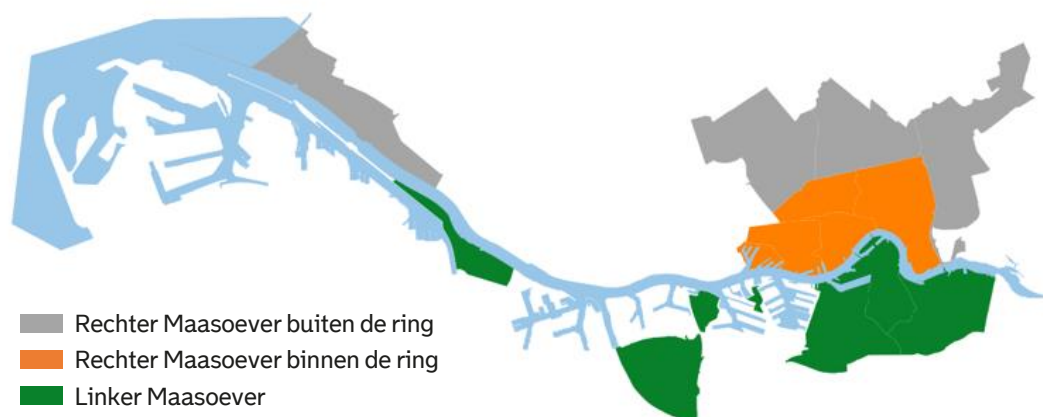 Rechter Maasoever buiten de ring
Rechter Maasoever binnen de ring
Linker Maasoever